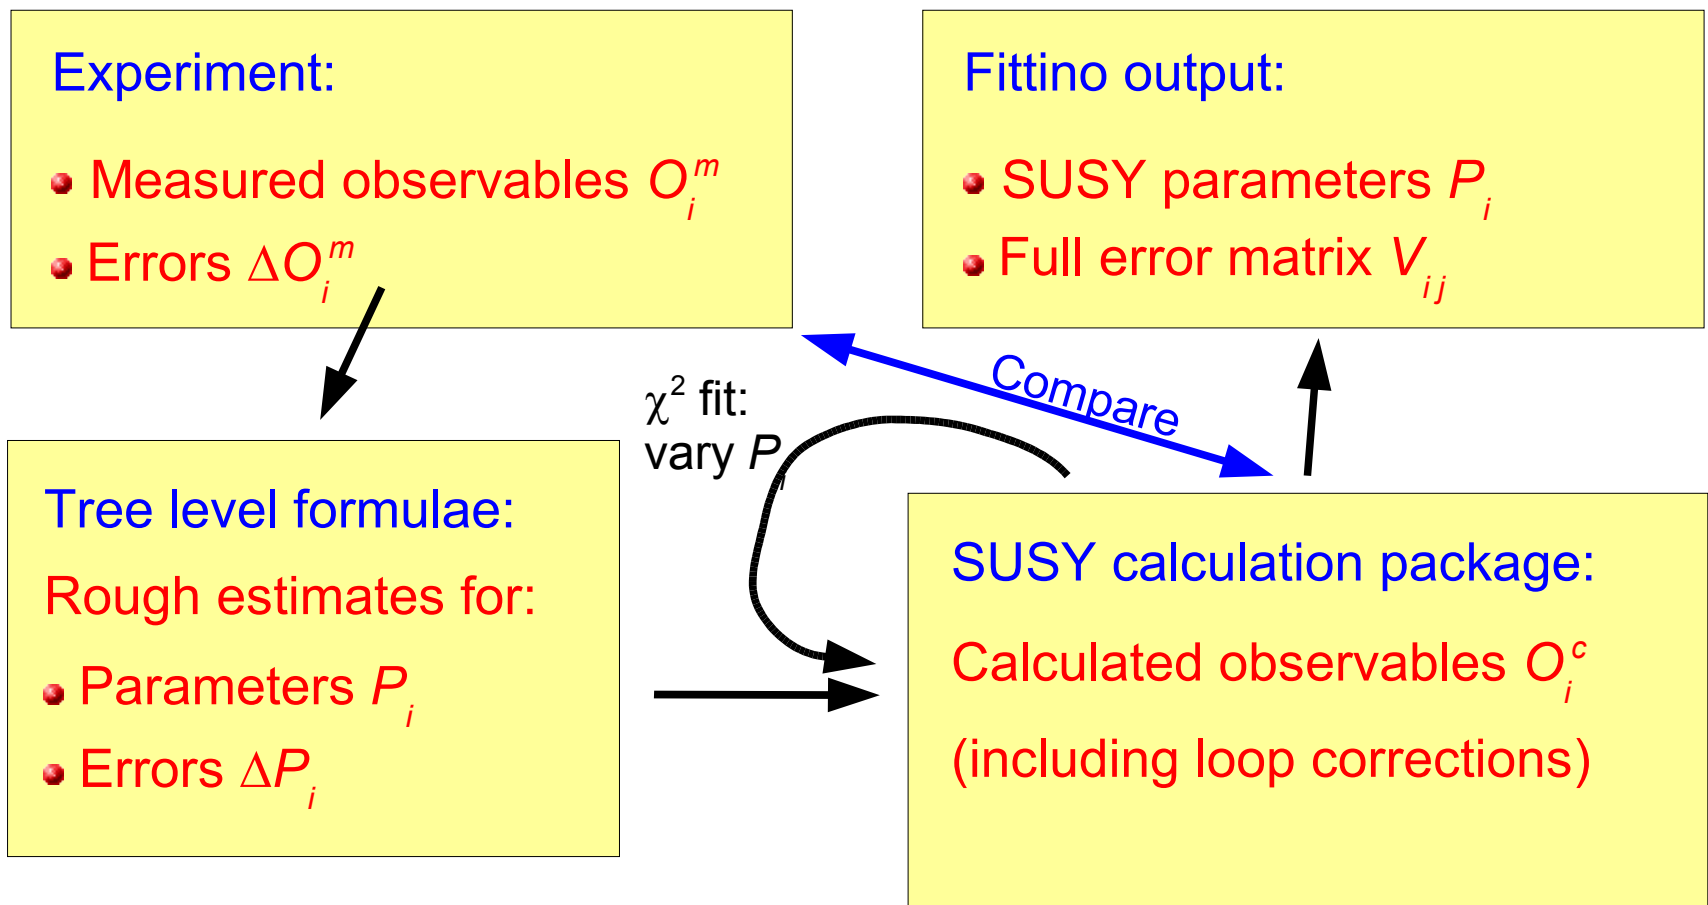 Experiment:
• Measured observables O_i^m
• Errors ΔO_i^m
Fittino output:
• SUSY parameters P_i
• Full error matrix V_ij
Compare
χ² fit:
vary P_i
Tree level formulae:
Rough estimates for:
• Parameters P_i
• Errors ΔP_i
SUSY calculation package:
Calculated observables O_i^c
(including loop corrections)